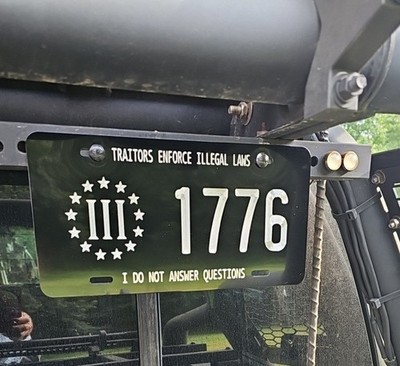 TRAITORS ENFORCE ILLEGAL LAWS
III 1776
I DO NOT ANSWER QUESTIONS